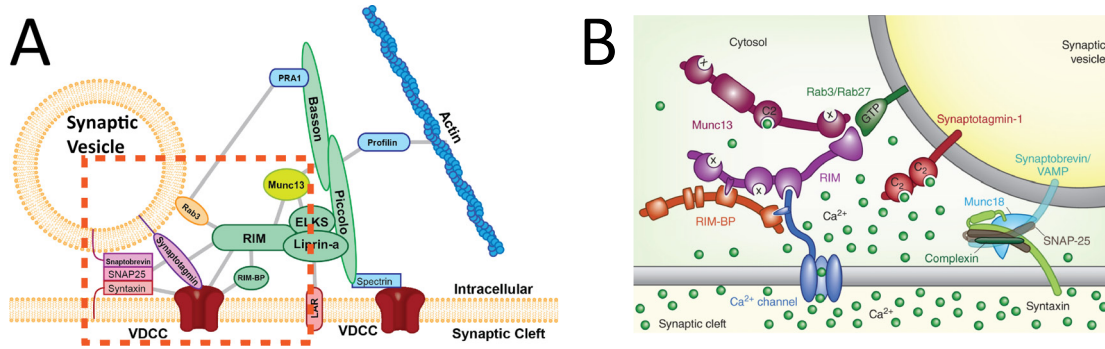 A
Synaptic
Vesicle
PRA1
Basson
Piccolo
Profilin
Actin
Munc13
Rab3
ELKS
RIM
Liprin-a
Synaptotagmin
Snaptobrevin
SNAP25
Syntaxin
RIM-BP
Spectrin
LAR
VDCC
VDCC
Intracellular
Synaptic Cleft
B
Cytosol
Synaptic
vesicle
X
Rab3/Rab27
C2
X
GTP
Munc13
Synaptotagmin-1
RIM
X
X
C2
C2
Synaptobrevin/
VAMP
Munc18
RIM-BP
Ca2+
SNAP-25
Complexin
Ca2+ channel
Ca2+
Syntaxin
Synaptic cleft